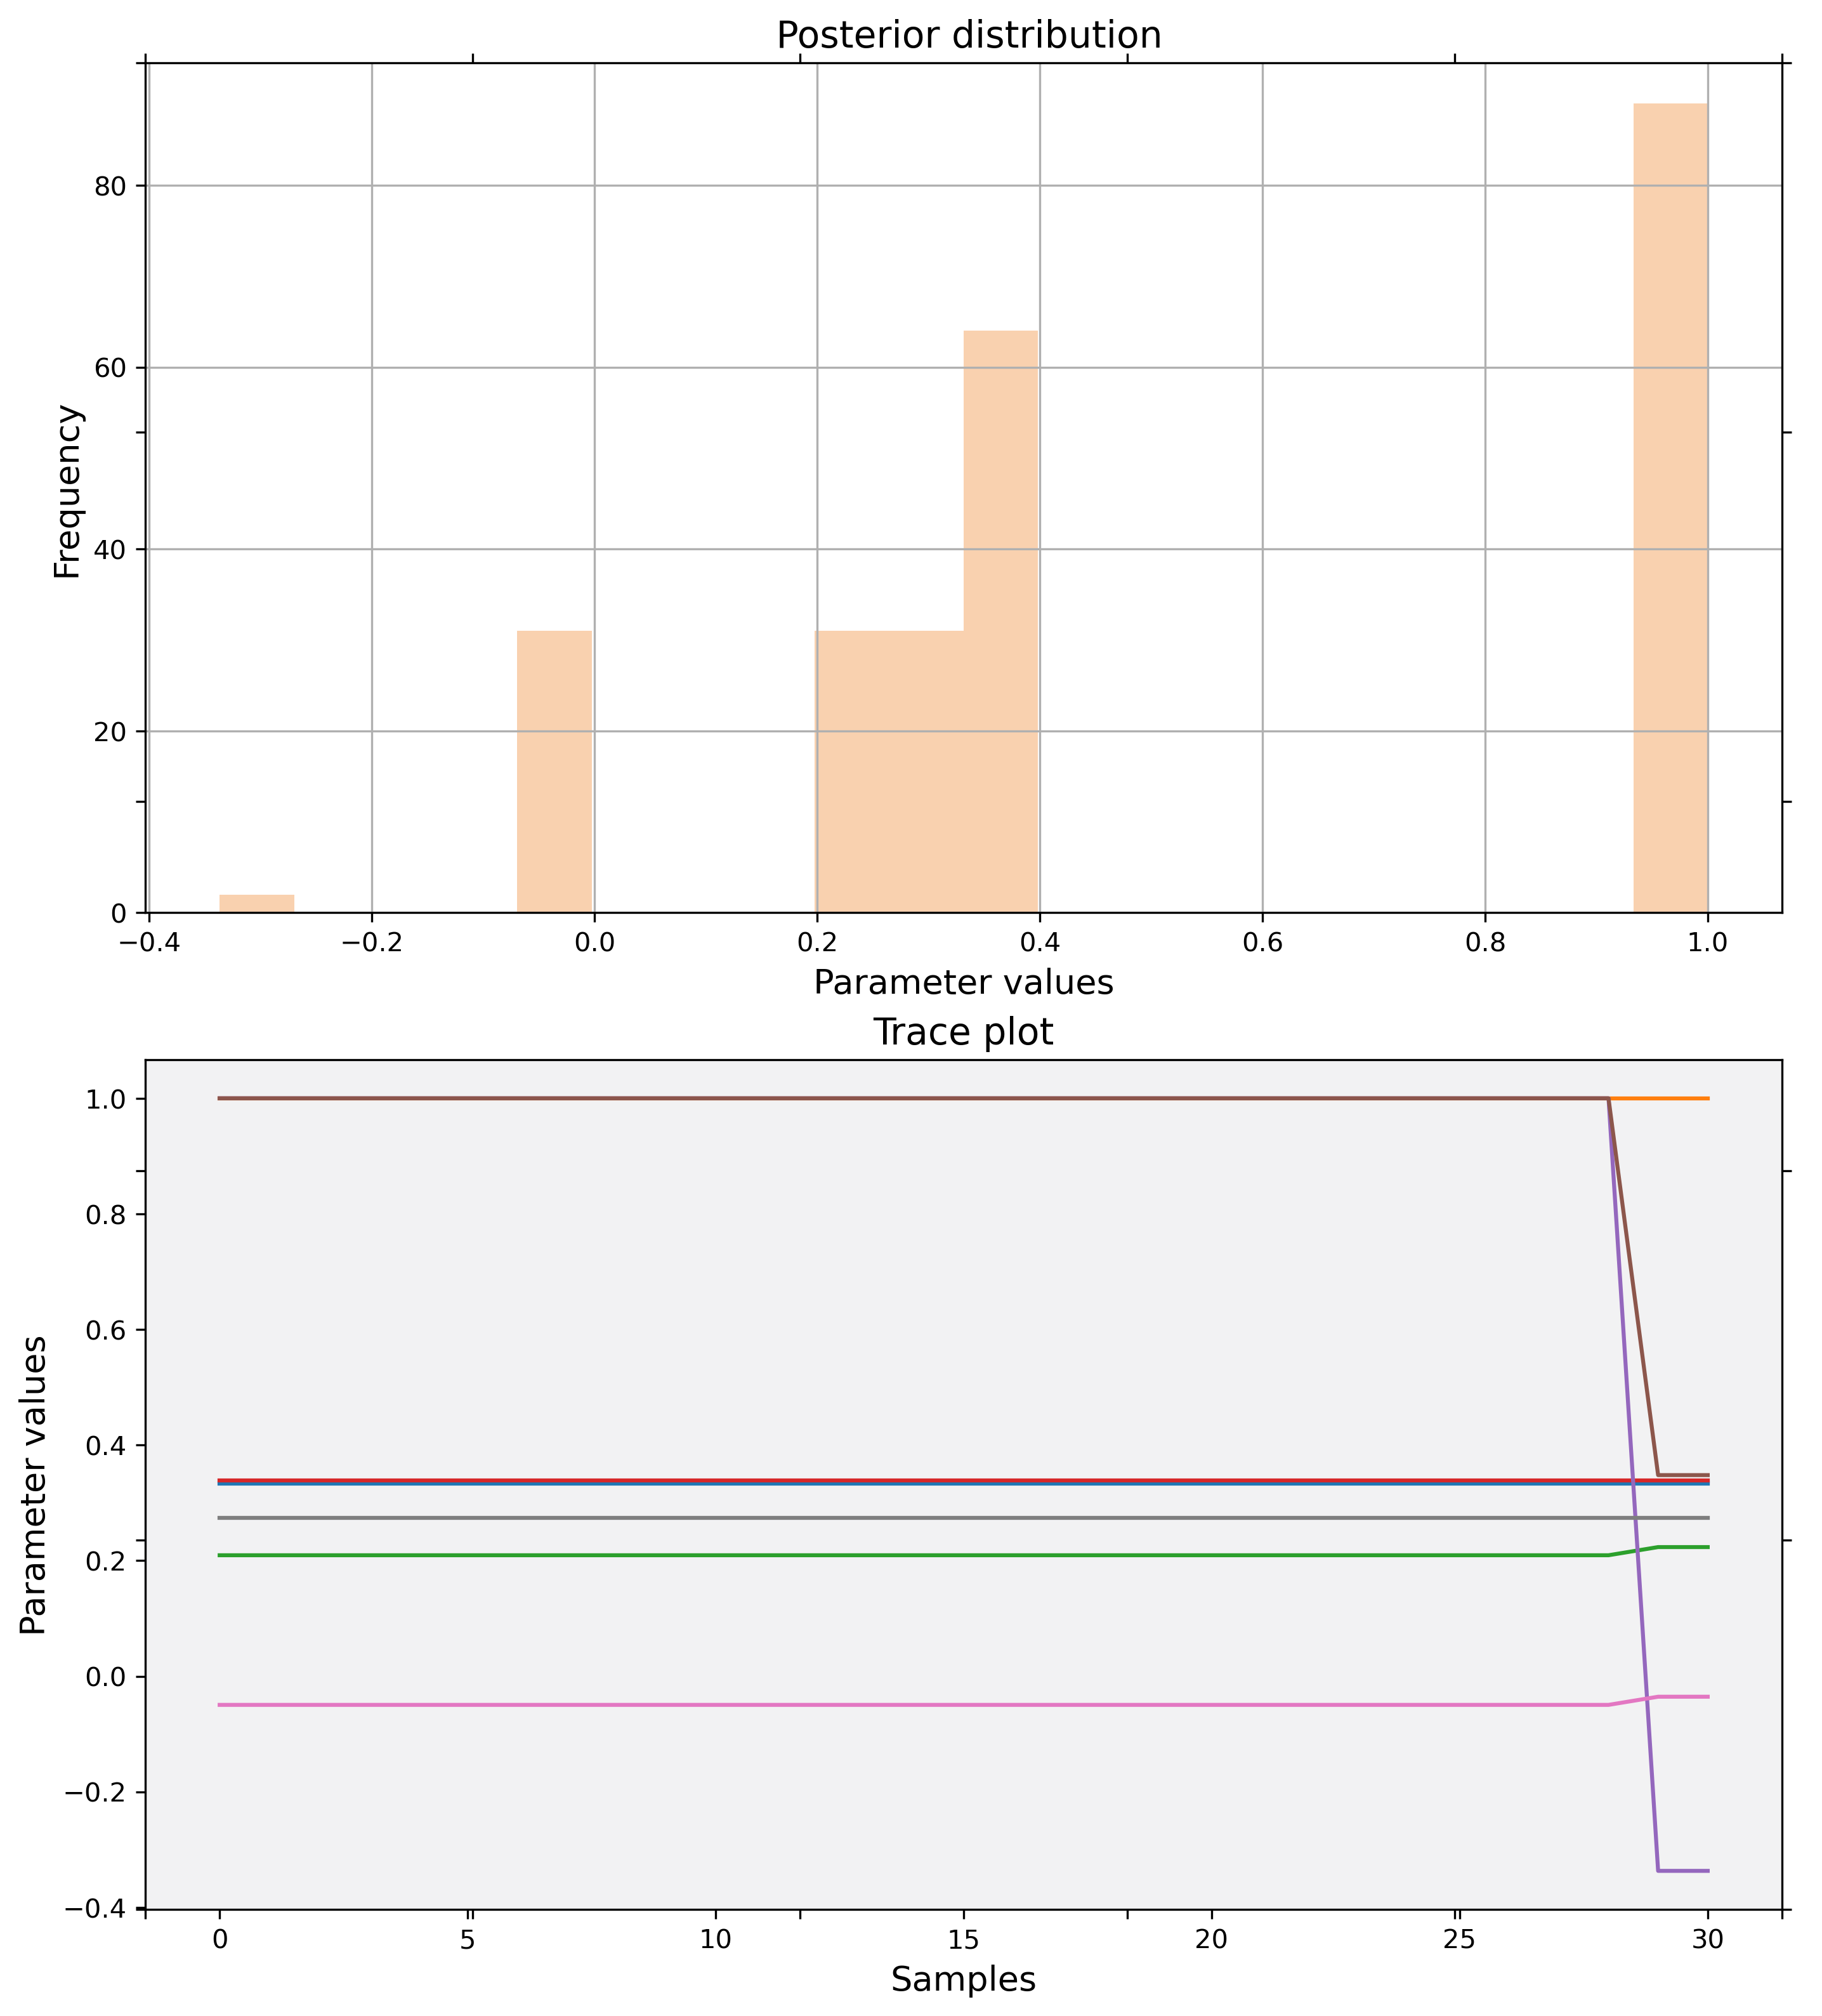 Posterior distribution
Frequency
80
60
40
20
0
−0.4 −0.2 0.0 0.2 0.4 0.6 0.8 1.0
Parameter values
Trace plot
Parameter values
1.0
0.8
0.6
0.4
0.2
0.0
−0.2
−0.4
0 5 10 15 20 25 30
Samples